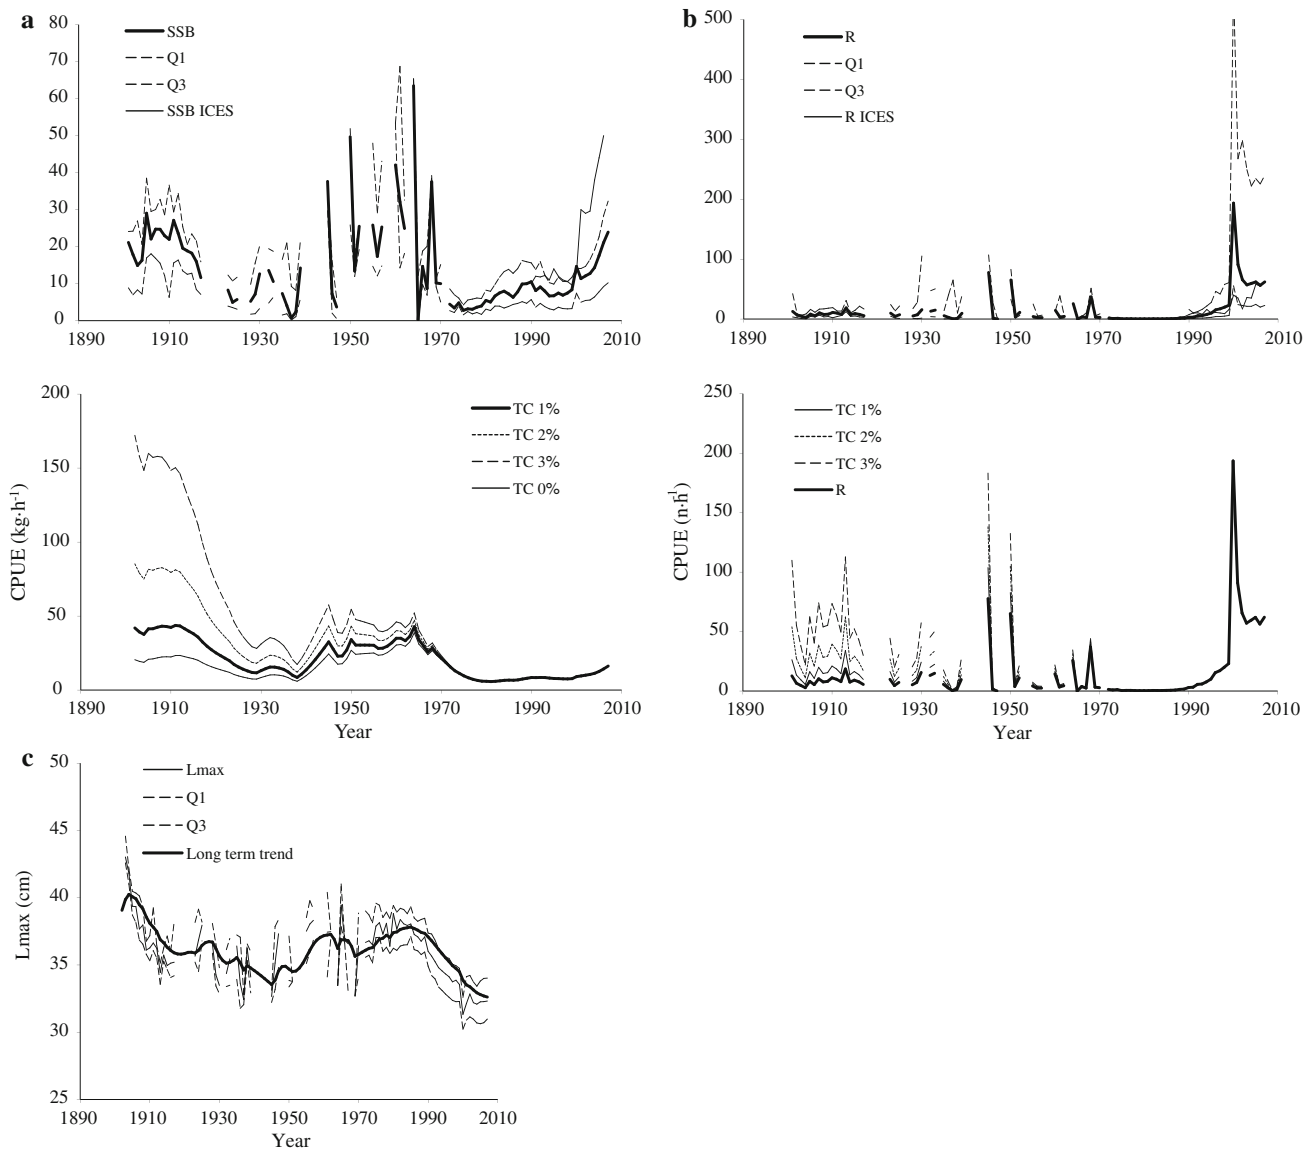 a
80
70
60
50
40
30
20
10
0
SSB
Q1
Q3
SSB ICES
1890 1910 1930 1950 1970 1990 2010
b
500
400
300
200
100
0
R
Q1
Q3
R ICES
1890 1910 1930 1950 1970 1990 2010
CPUE (kg·h⁻¹)
200
150
100
50
0
TC 1%
TC 2%
TC 3%
TC 0%
1890 1910 1930 1950 1970 1990 2010
Year
CPUE (n·h¹)
250
200
150
100
50
0
TC 1%
TC 2%
TC 3%
R
1890 1910 1930 1950 1970 1990 2010
Year
c
Lmax (cm)
50
45
40
35
30
25
Lmax
Q1
Q3
Long term trend
1890 1910 1930 1950 1970 1990 2010
Year